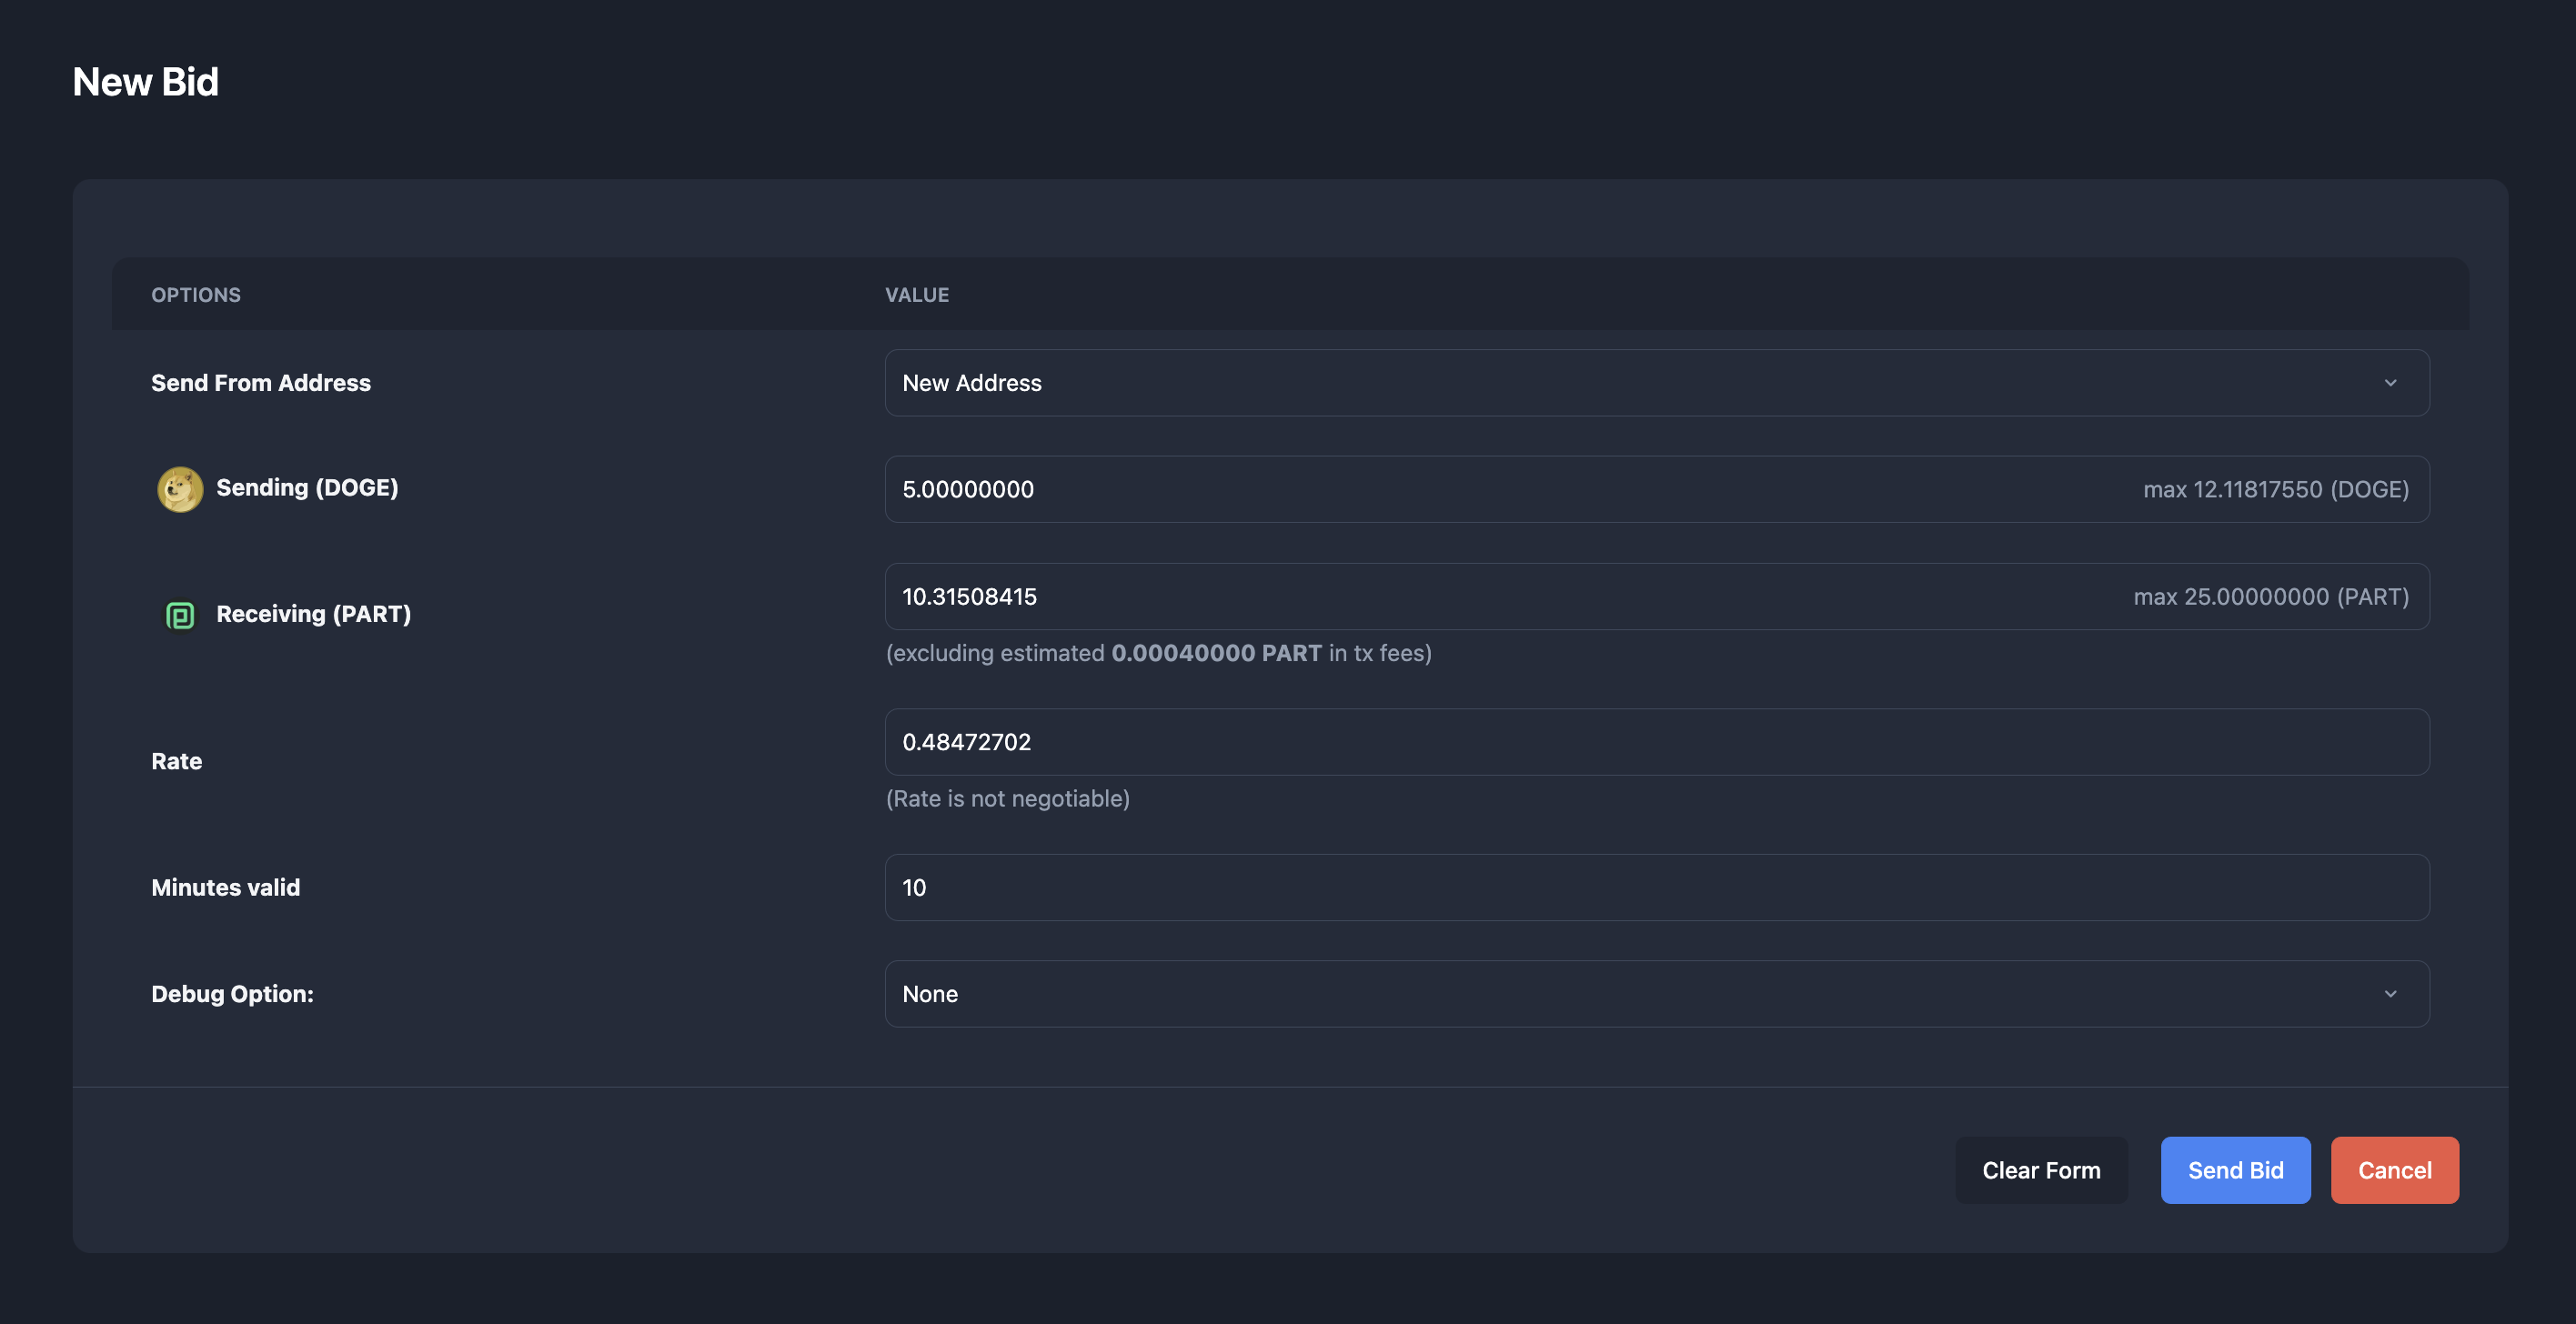 New Bid
OPTIONS VALUE
Send From Address New Address
Sending (DOGE) 5.00000000 max 12.11817550 (DOGE)
Receiving (PART) 10.31508415 max 25.00000000 (PART)
(excluding estimated 0.00040000 PART in tx fees)
Rate 0.48472702
(Rate is not negotiable)
Minutes valid 10
Debug Option: None
Clear Form Send Bid Cancel